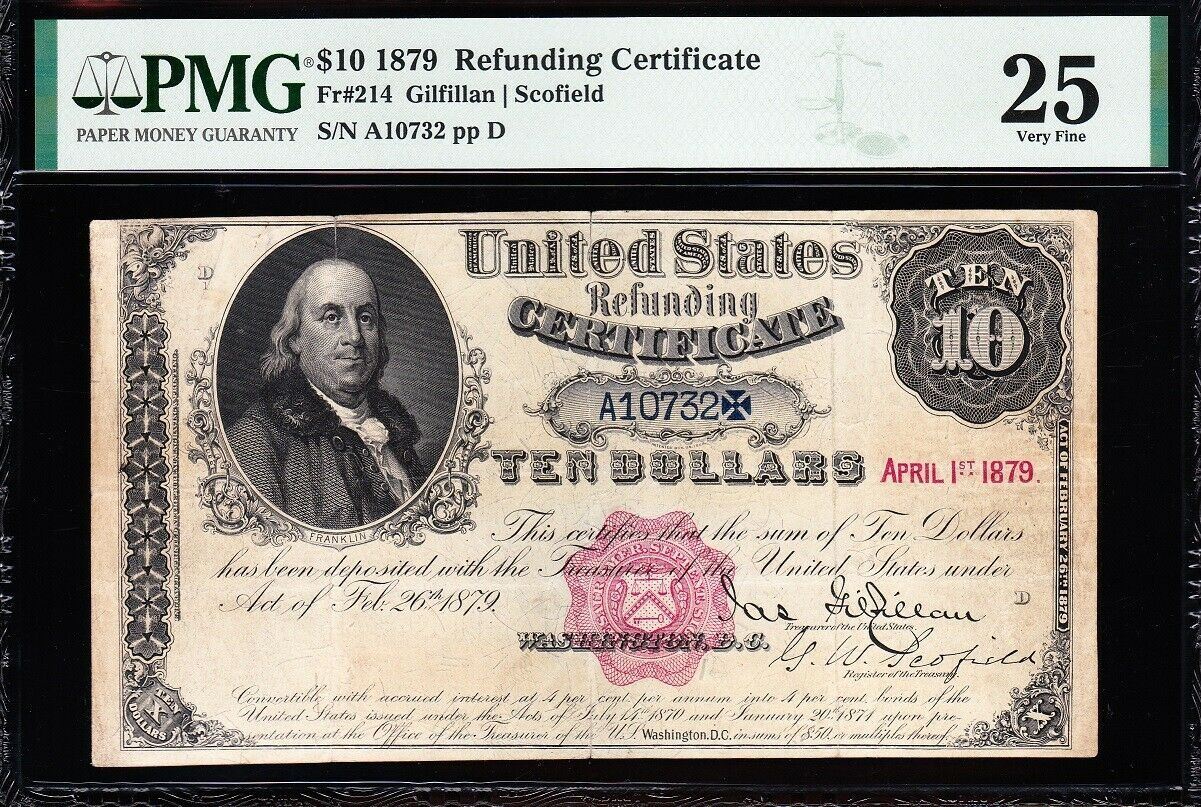 PMG®
PAPER MONEY GUARANTY
$10 1879 Refunding Certificate
Fr#214 Gilfillan | Scofield
S/N A10732 pp D
25
Very Fine
United States
Refunding
CERTIFICATE
TEN
10
D
A10732
TEN DOLLARS
APRIL 1ST 1879.
FRANKLIN
ACT OF FEBRUARY 26TH 1879
This certifies that the sum of Ten Dollars
has been deposited with the Treasurer of the United States under
Act of Feb. 26th 1879.
D
Jas Gilfillan
Treasurer of the United States.
WASHINGTON, D.C.
G. W. Scofield
Register of the Treasury.
Convertible with accrued interest at 4 per cent. per annum into 4 per cent. bonds of the
United States issued under the Acts of July 14th 1870 and January 20th 1871 upon pre-
sentation at the Office of the Treasurer of the U.S. Washington. D.C. in sums of $50. or multiples thereof.
TEN
X
DOLLARS
X